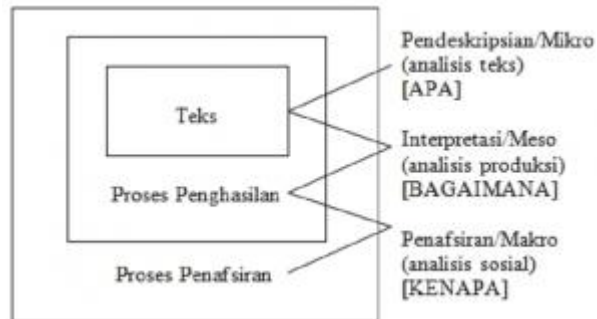 Teks
Proses Penghasilan
Proses Penafsiran
Pendeskripsian/Mikro
(analisis teks)
[APA]
Interpretasi/Meso
(analisis produksi)
[BAGAIMANA]
Penafsiran/Makro
(analisis sosial)
[KENAPA]